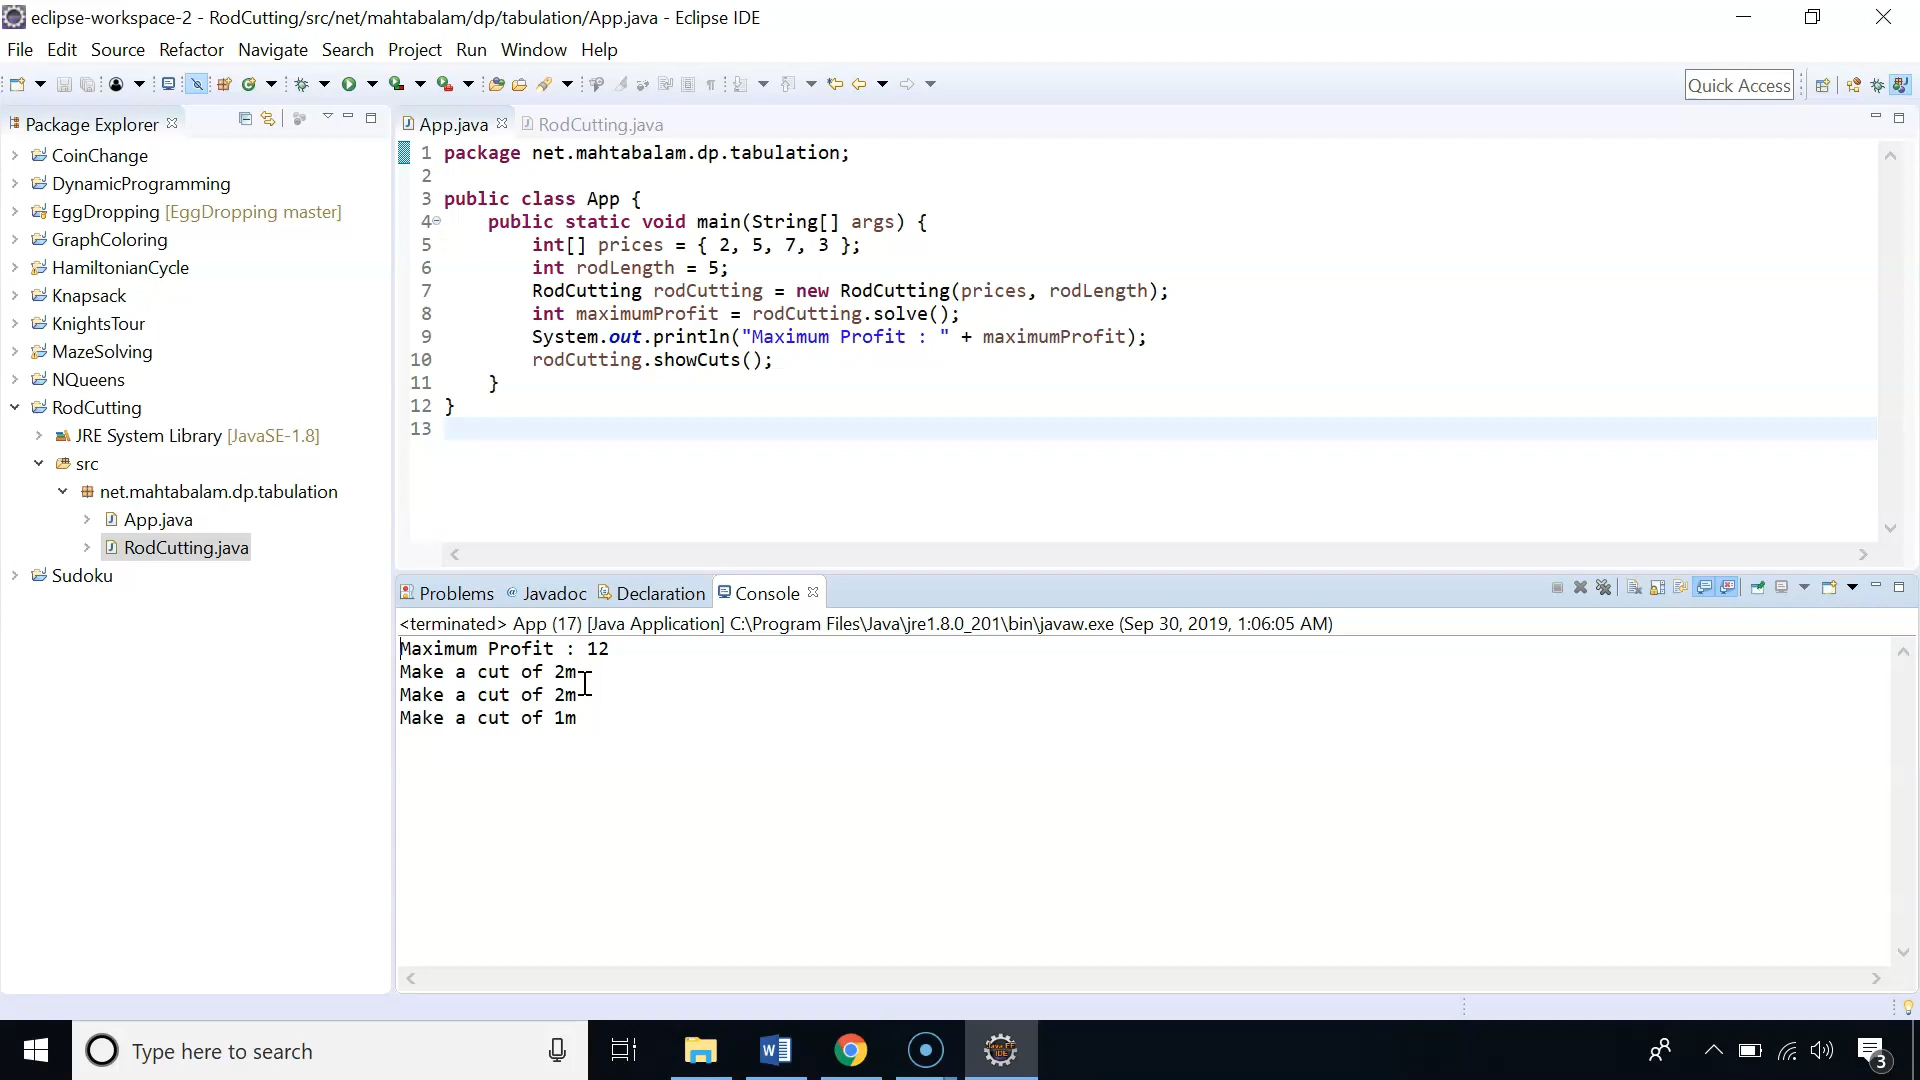 eclipse-workspace-2 - RodCutting/src/net/mahtabalam/dp/tabulation/App.java - Eclipse IDE
File Edit Source Refactor Navigate Search Project Run Window Help
Quick Access
Package Explorer
CoinChange
DynamicProgramming
EggDropping [EggDropping master]
GraphColoring
HamiltonianCycle
Knapsack
KnightsTour
MazeSolving
NQueens
RodCutting
JRE System Library [JavaSE-1.8]
src
net.mahtabalam.dp.tabulation
App.java
RodCutting.java
Sudoku
App.java RodCutting.java
1 package net.mahtabalam.dp.tabulation;
2
3 public class App {
4 public static void main(String[] args) {
5 int[] prices = { 2, 5, 7, 3 };
6 int rodLength = 5;
7 RodCutting rodCutting = new RodCutting(prices, rodLength);
8 int maximumProfit = rodCutting.solve();
9 System.out.println("Maximum Profit : " + maximumProfit);
10 rodCutting.showCuts();
11 }
12 }
13
Problems @ Javadoc Declaration Console
<terminated> App (17) [Java Application] C:\Program Files\Java\jre1.8.0_201\bin\javaw.exe (Sep 30, 2019, 1:06:05 AM)
Maximum Profit : 12
Make a cut of 2m
Make a cut of 2m
Make a cut of 1m
Type here to search
3